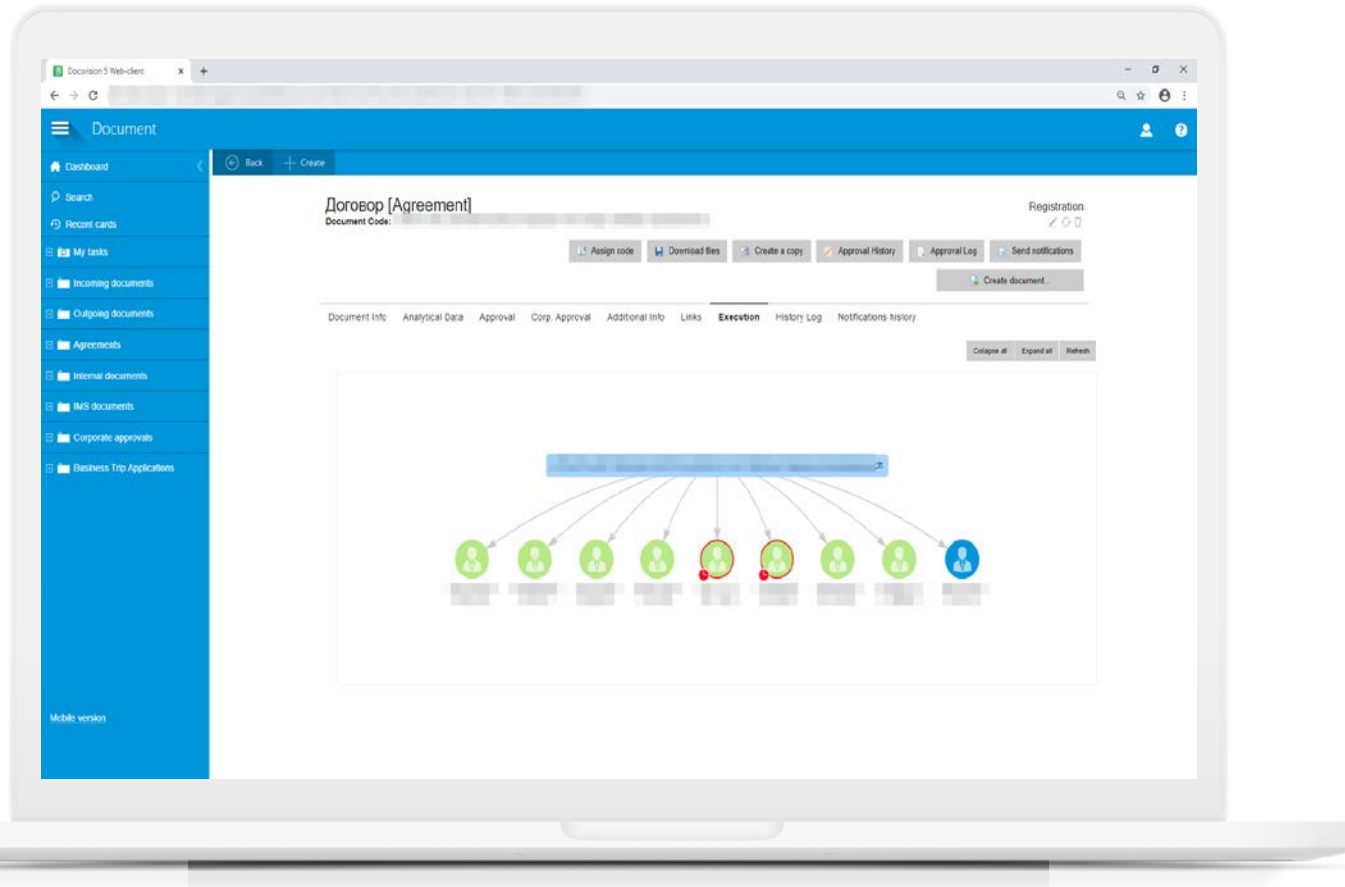 Docvision 5 Web-client
Document
Dashboard
Back
Create
Search
Recent cards
My tasks
Incoming documents
Outgoing documents
Agreements
Internal documents
IMS documents
Corporate approvals
Business Trip Applications
Mobile version
Договор [Agreement]
Document Code:
Registration
Assign code
Download files
Create a copy
Approval History
Approval Log
Send notifications
Create document...
Document Info
Analytical Data
Approval
Corp. Approval
Additional Info
Links
Execution
History Log
Notifications history
Collapse all
Expand all
Refresh